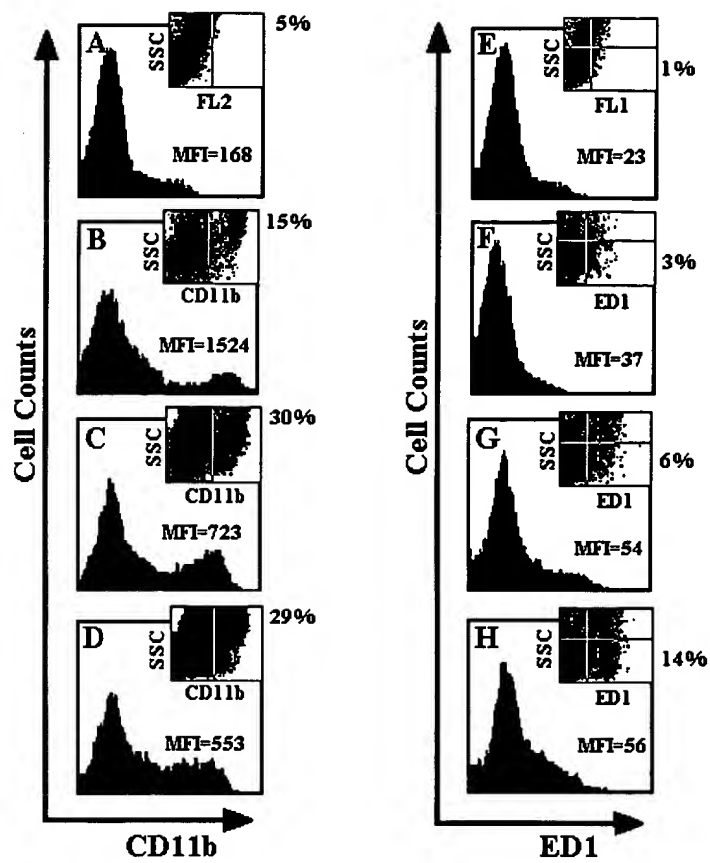 Cell Counts
A
SSC
FL2
5%
MFI=168
B
SSC
CD11b
15%
MFI=1524
C
SSC
CD11b
30%
MFI=723
D
SSC
CD11b
29%
MFI=553
CD11b
Cell Counts
E
SSC
FL1
1%
MFI=23
F
SSC
ED1
3%
MFI=37
G
SSC
ED1
6%
MFI=54
H
SSC
ED1
14%
MFI=56
ED1